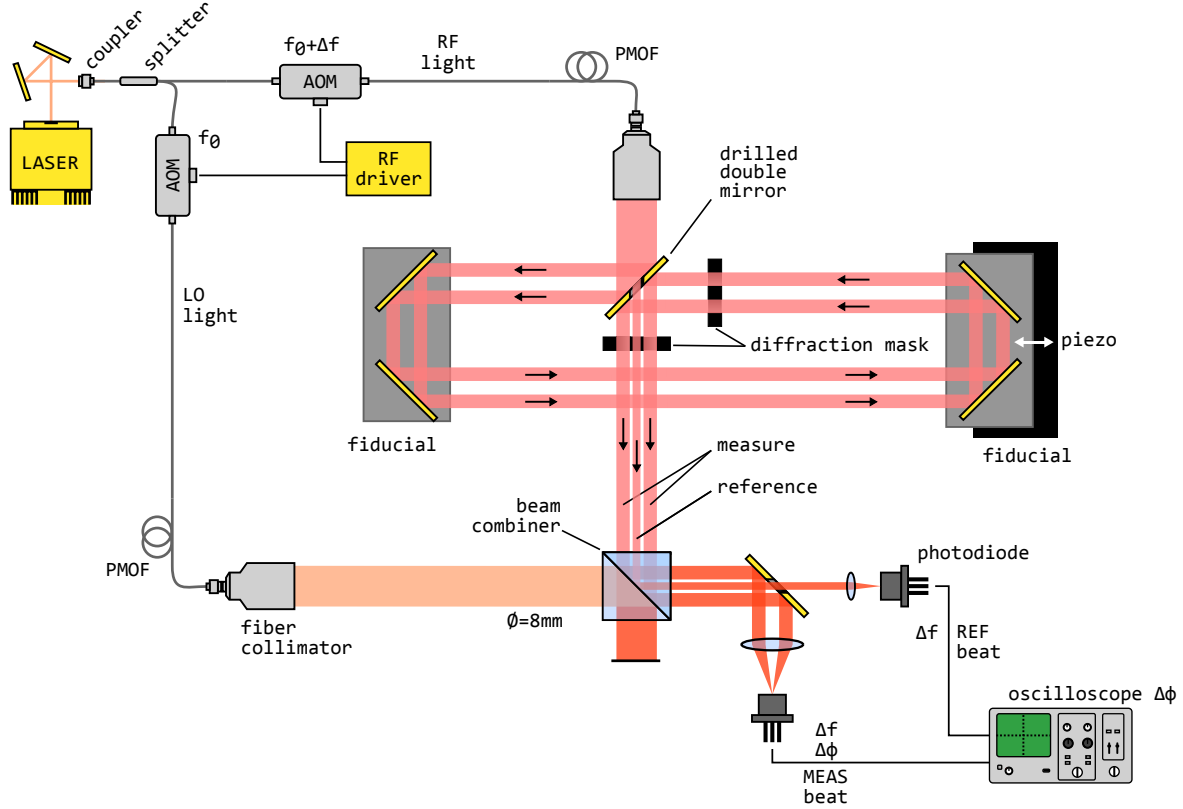 coupler
splitter
f₀+Δf
AOM
RF
light
PMOF
LASER
AOM
f₀
RF
driver
drilled
double
mirror
LO
light
diffraction mask
piezo
fiducial
fiducial
measure
reference
beam
combiner
PMOF
fiber
collimator
Ø=8mm
photodiode
Δf
REF
beat
oscilloscope Δϕ
Δf
Δϕ
MEAS
beat